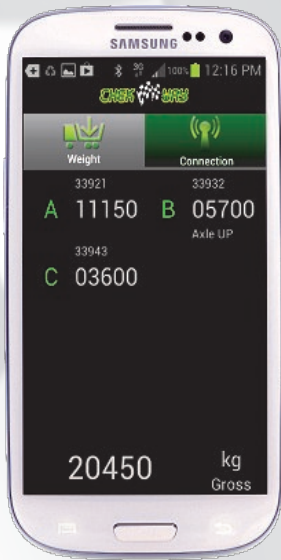 SAMSUNG
3G 100% 12:16 PM
CHEK WAY
Weight Connection
33921 33932
A 11150 B 05700
Axle UP
33943
C 03600
20450 kg
Gross